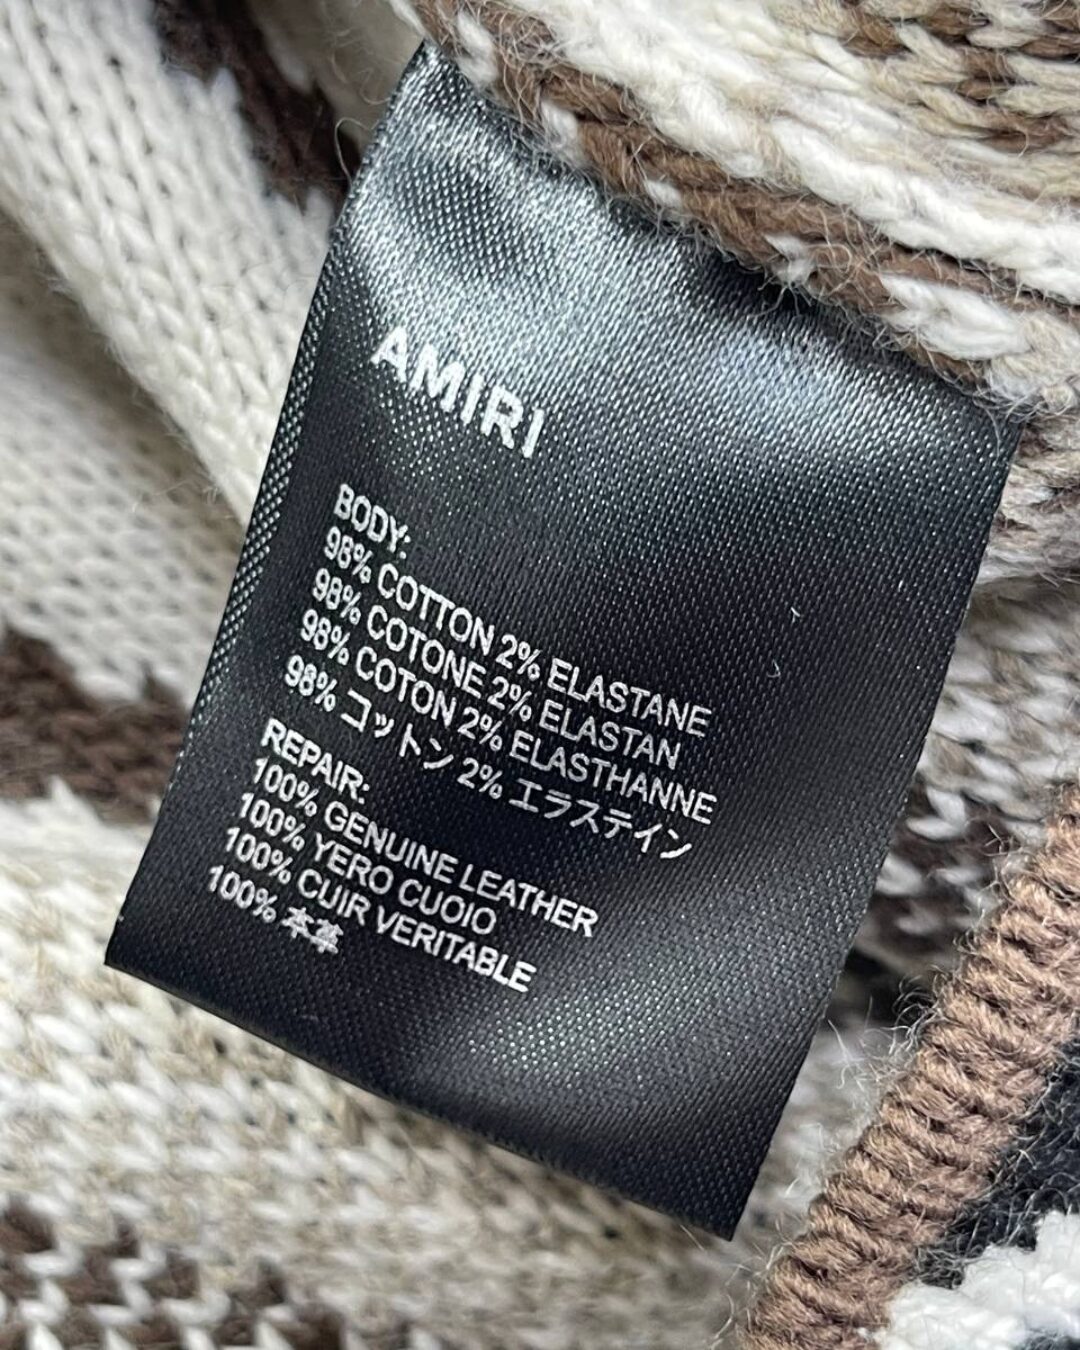 AMIRI
BODY:
98% COTTON 2% ELASTANE
98% COTONE 2% ELASTAN
98% COTON 2% ELASTHANNE
98% コットン 2% エラステイン
REPAIR:
100% GENUINE LEATHER
100% YERO CUOIO
100% CUIR VERITABLE
100% 本革